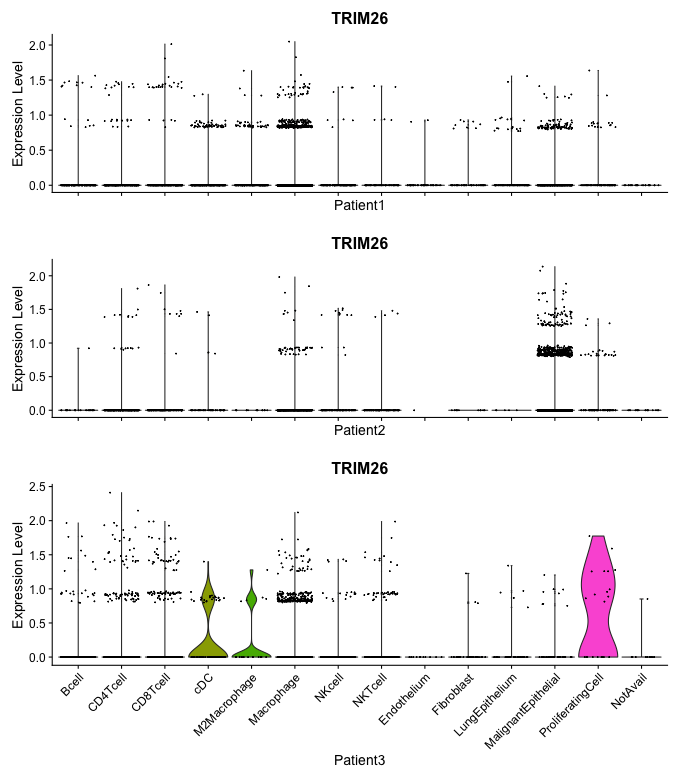 TRIM26
Expression Level
2.0
1.5
1.0
0.5
0.0
Patient1
TRIM26
Expression Level
2.0
1.5
1.0
0.5
0.0
Patient2
TRIM26
Expression Level
2.5
2.0
1.5
1.0
0.5
0.0
Bcell
CD4Tcell
CD8Tcell
cDC
M2Macrophage
Macrophage
NKcell
NKTcell
Endothelium
Fibroblast
LungEpithelium
MalignantEpithelial
ProliferatingCell
NotAvail
Patient3